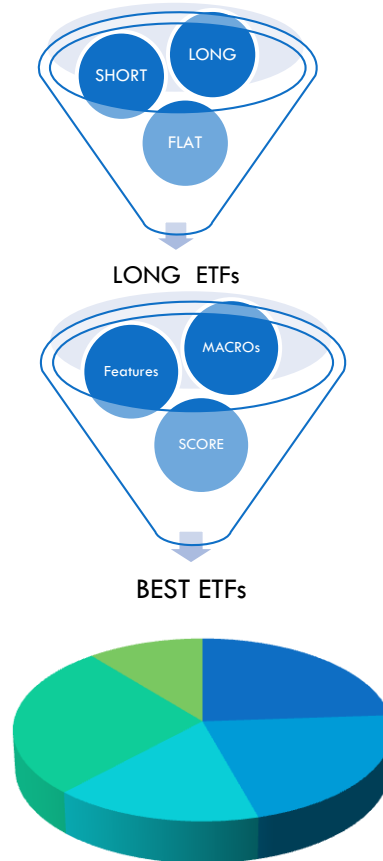 LONG
SHORT
FLAT
LONG ETFs
MACROs
Features
SCORE
BEST ETFs